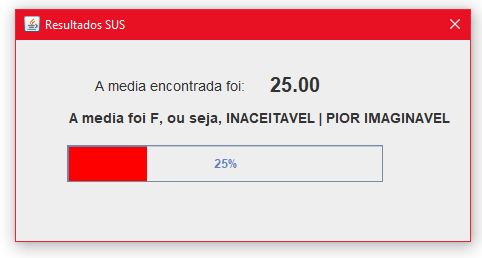 Resultados SUS
A media encontrada foi: 25.00
A media foi F, ou seja, INACEITAVEL | PIOR IMAGINAVEL
25%